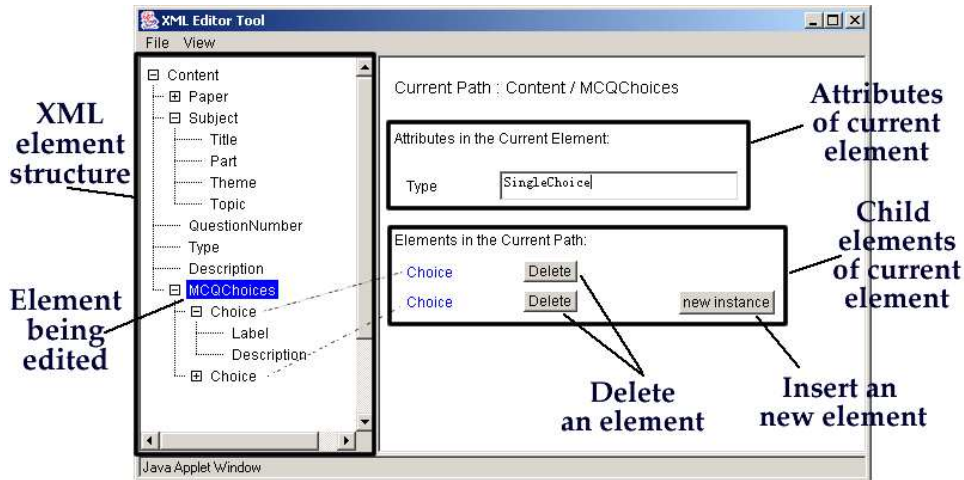 XML Editor Tool
File View
Content
Paper
Subject
Title
Part
Theme
Topic
QuestionNumber
Type
Description
MCQChoices
Choice
Label
Description
Choice
Current Path : Content / MCQChoices
Attributes in the Current Element:
Type SingleChoice
Elements in the Current Path:
Choice Delete
Choice Delete new instance
Java Applet Window
XML
element
structure
Element
being
edited
Attributes
of current
element
Child
elements
of current
element
Delete
an element
Insert an
new element